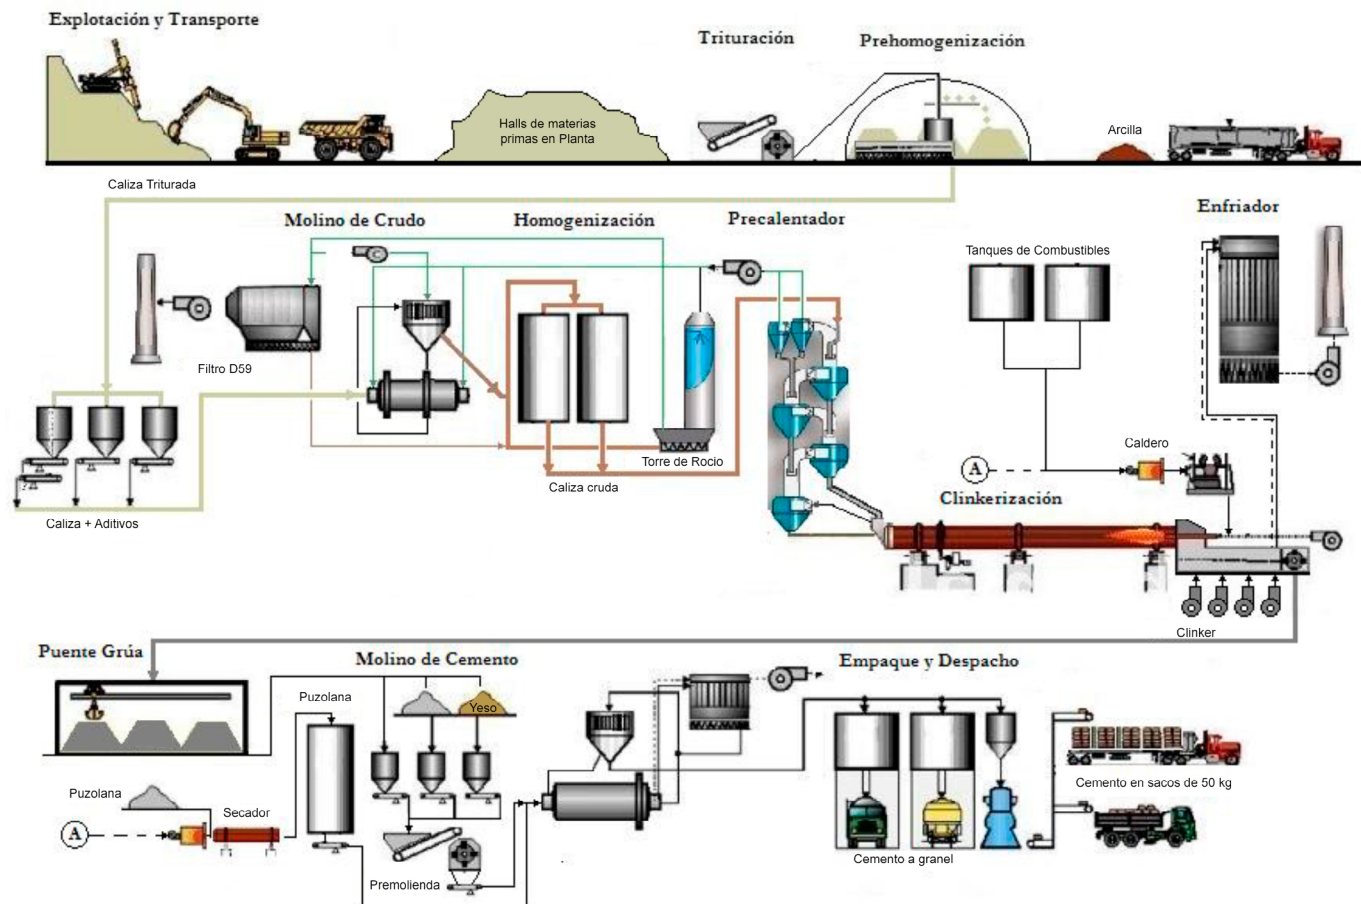 Explotación y Transporte
Trituración
Prehomogenización
Halls de materias
primas en Planta
Arcilla
Caliza Triturada
Molino de Crudo
Homogenización
Precalentador
Enfriador
Tanques de Combustibles
Filtro D59
Caldero
Torre de Rocio
A
Caliza cruda
Clinkerización
Caliza + Aditivos
Clinker
Puente Grúa
Molino de Cemento
Empaque y Despacho
Puzolana
Yeso
Cemento en sacos de 50 kg
Puzolana
Secador
A
Cemento a granel
Premolienda